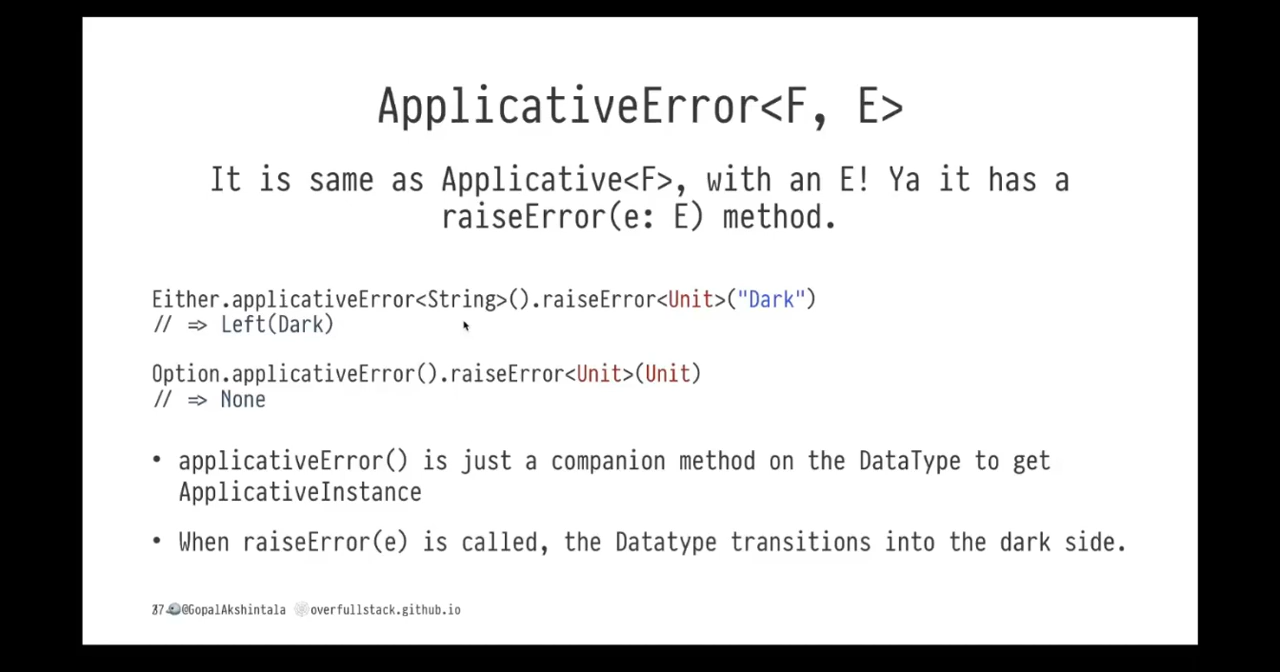 ApplicativeError<F, E>
It is same as Applicative<F>, with an E! Ya it has a
raiseError(e: E) method.
Either.applicativeError<String>().raiseError<Unit>("Dark")
// ⇒ Left(Dark)
Option.applicativeError().raiseError<Unit>(Unit)
// ⇒ None
• applicativeError() is just a companion method on the DataType to get
ApplicativeInstance
• When raiseError(e) is called, the Datatype transitions into the dark side.
@GopalAkshintala overfullstack.github.io